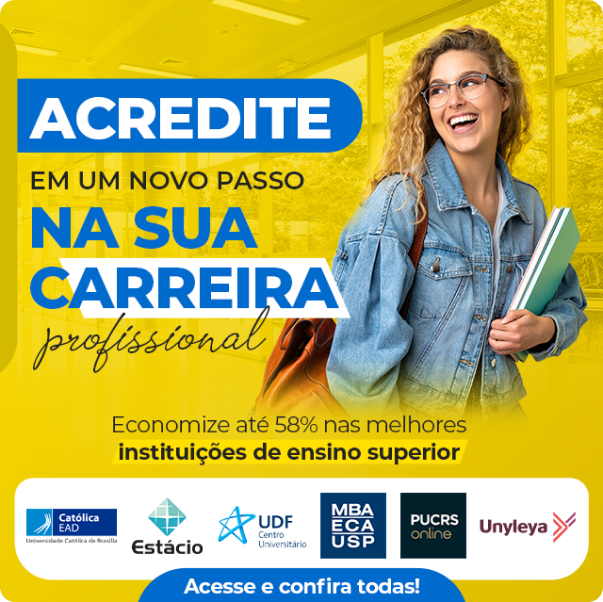 ACREDITE
EM UM NOVO PASSO
NA SUA
CARREIRA
profissional
Economize até 58% nas melhores
instituições de ensino superior
Católica
EAD
Universidade Católica de Brasília
Estácio
UDF
Centro
Universitário
MBA
ECA
USP
PUCRS
online
Unyleya
Acesse e confira todas!